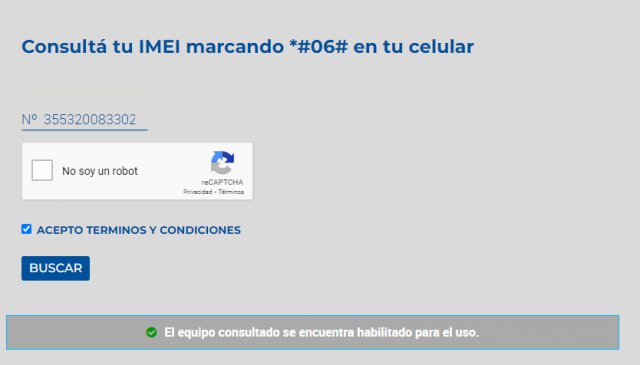 Consultá tu IMEI marcando *#06# en tu celular
Nº 355320083302
No soy un robot
reCAPTCHA
Privacidad - Términos
ACEPTO TERMINOS Y CONDICIONES
BUSCAR
El equipo consultado se encuentra habilitado para el uso.